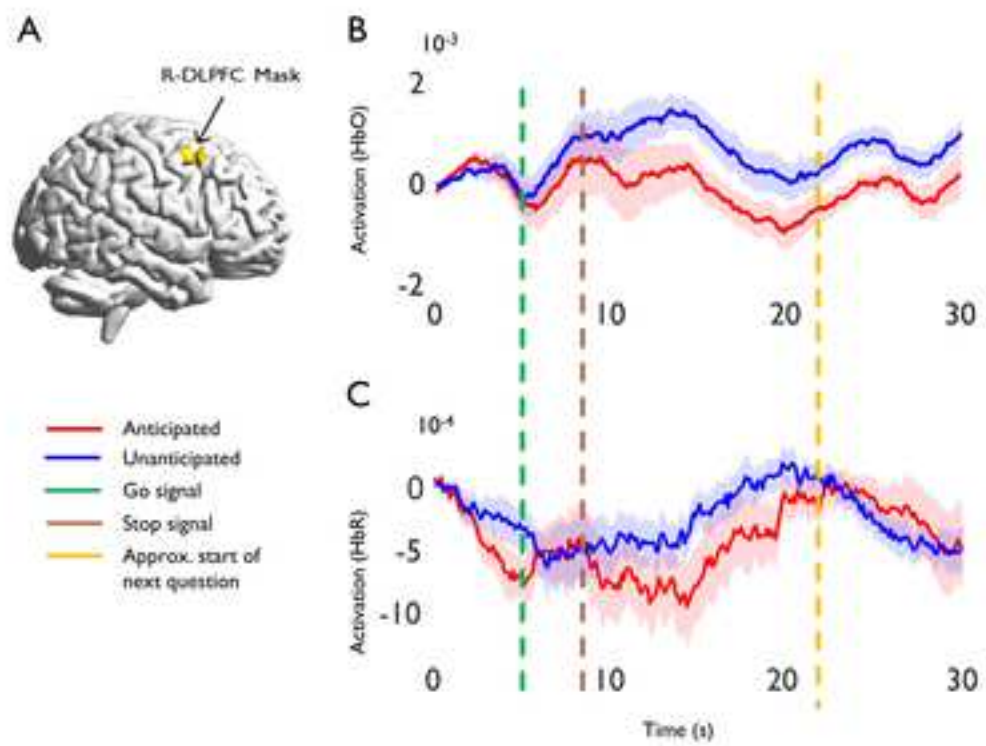 A
R-DLPFC Mask
Anticipated
Unanticipated
Go signal
Stop signal
Approx. start of
next question
B
10-3
Activation (HbO)
2
0
-2
0
10
20
30
C
10-4
Activation (HbR)
0
-5
-10
0
10
20
30
Time (s)